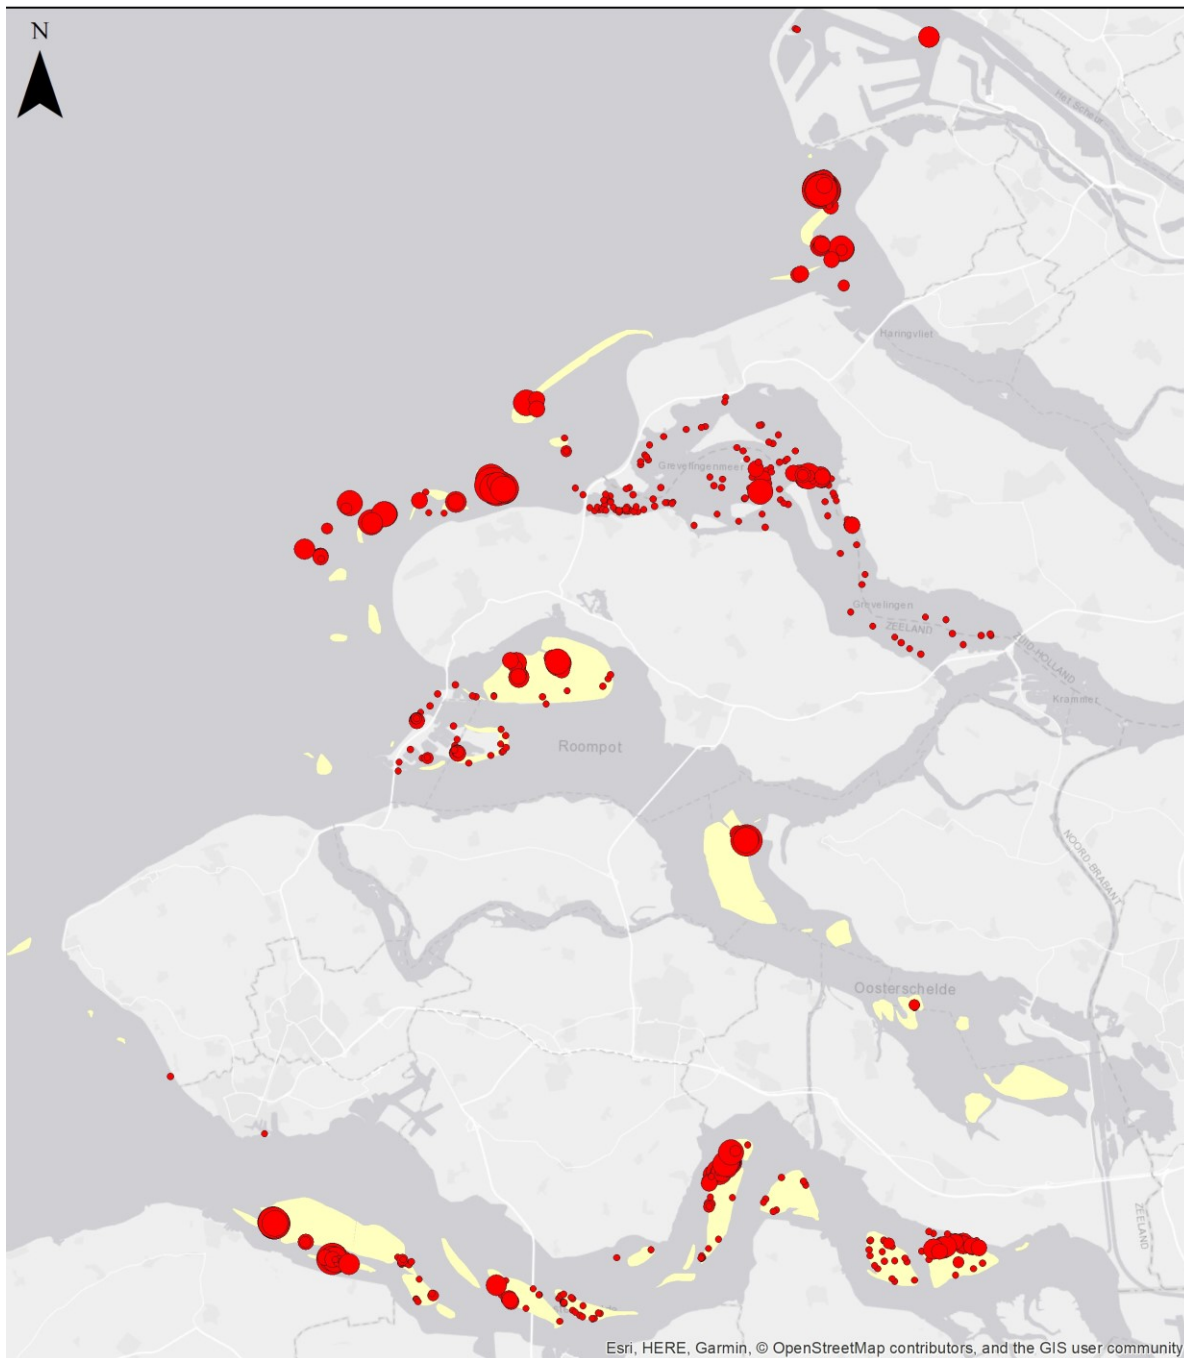 N
Het Scheur
Haringvliet
Grevelingenmeer
Grevelingen
ZEELAND
ZUID-HOLLAND
Krammer
Roompot
NOORD-BRABANT
Oosterschelde
ZEELAND
Esri, HERE, Garmin, © OpenStreetMap contributors, and the GIS user community